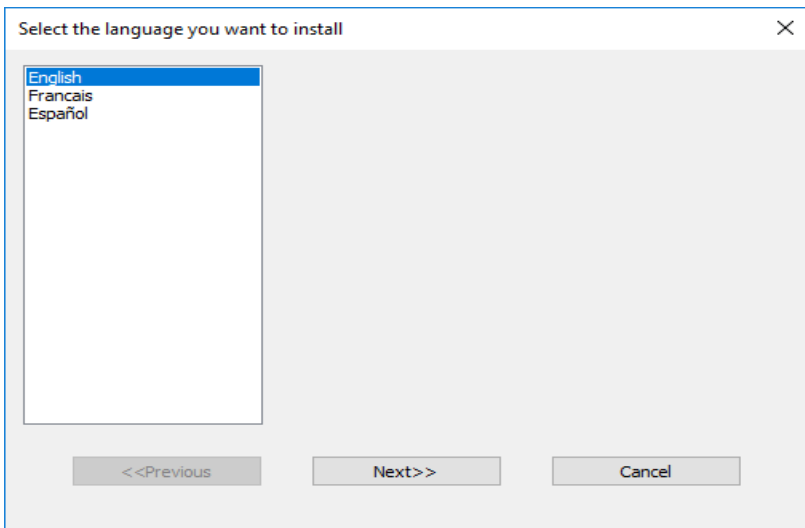 Select the language you want to install
English
Francais
Español
<<Previous
Next>>
Cancel